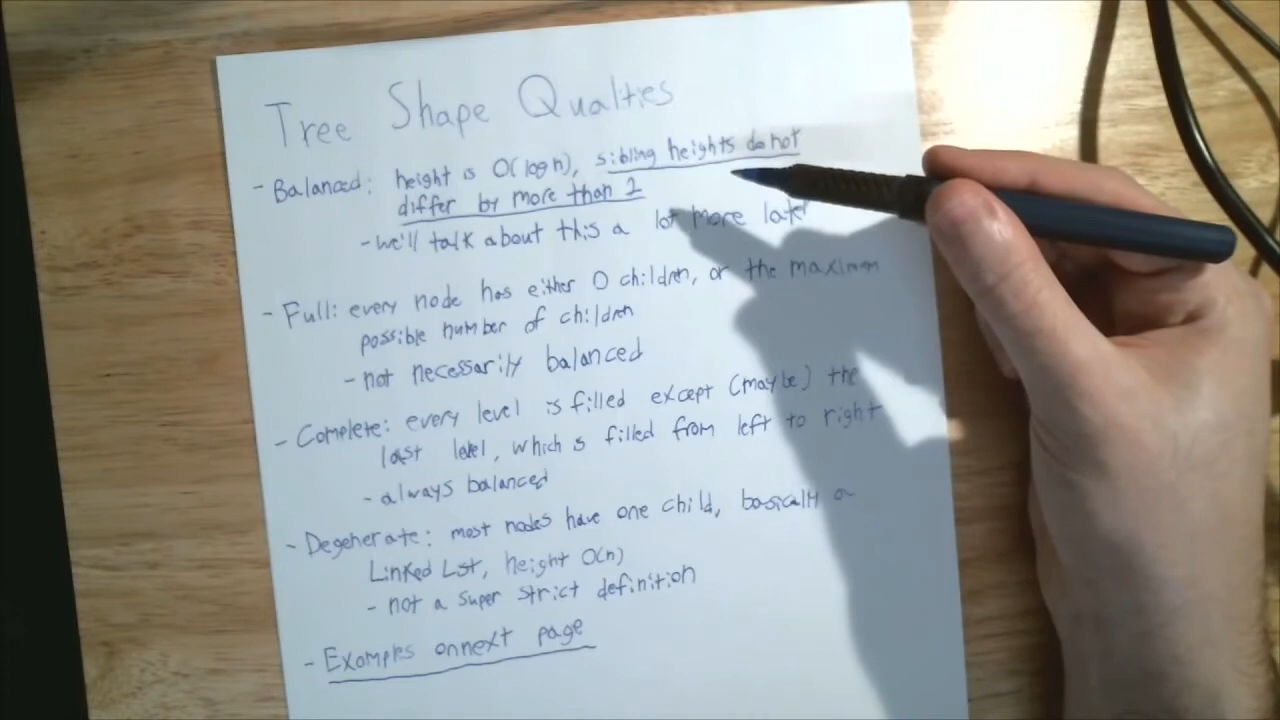 Tree Shape Qualties
- Balanced: height is O(log n), sibling heights do not
differ by more than 1
- we'll talk about this a lot more later
- Full: every node has either 0 children, or the maximum
possible number of children
- not necessarily balanced
- Complete: every level is filled except (maybe) the
last level, which is filled from left to right
- always balanced
- Degenerate: most nodes have one child, basically a
Linked List, height O(n)
- not a super strict definition
- Examples on next page